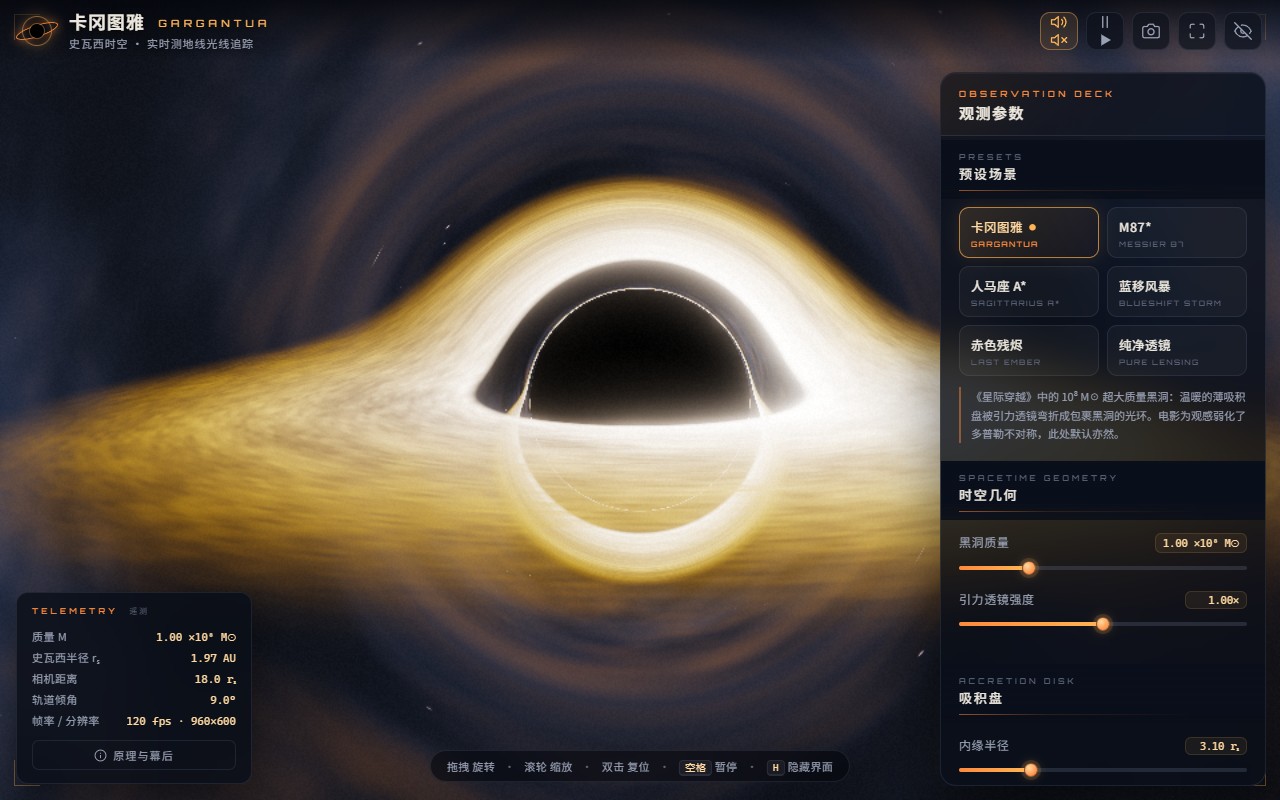 卡冈图雅 GARGANTUA
史瓦西时空 · 实时测地线光线追踪
OBSERVATION DECK
观测参数
PRESETS
预设场景
卡冈图雅
GARGANTUA
M87*
MESSIER 87
人马座 A*
SAGITTARIUS A*
蓝移风暴
BLUESHIFT STORM
赤色残烬
LAST EMBER
纯净透镜
PURE LENSING
《星际穿越》中的 10⁸ M⊙ 超大质量黑洞：温暖的薄吸积
盘被引力透镜弯折成包裹黑洞的光环。电影为观感弱化了
多普勒不对称，此处默认亦然。
SPACETIME GEOMETRY
时空几何
黑洞质量 1.00 ×10⁸ M⊙
引力透镜强度 1.00×
ACCRETION DISK
吸积盘
内缘半径 3.10 rₛ
TELEMETRY 遥测
质量 M 1.00 ×10⁸ M⊙
史瓦西半径 rₛ 1.97 AU
相机距离 18.0 rₛ
轨道倾角 9.0°
帧率 / 分辨率 120 fps · 960×600
原理与幕后
拖拽 旋转 · 滚轮 缩放 · 双击 复位 · 空格 暂停 · H 隐藏界面